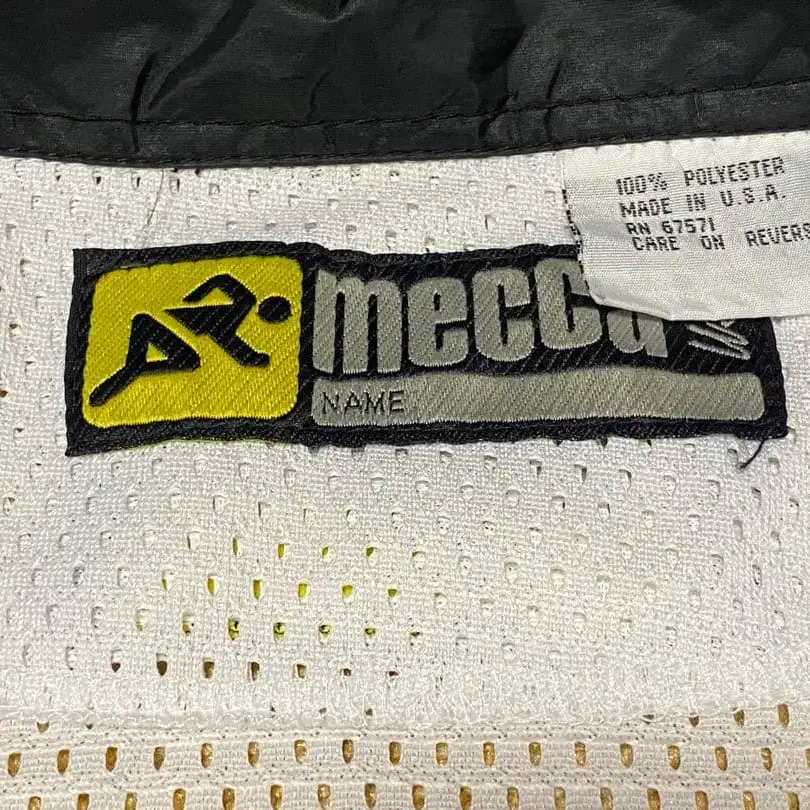 mecca
NAME
100% POLYESTER
MADE IN U.S.A.
RN 67571
CARE ON REVERS